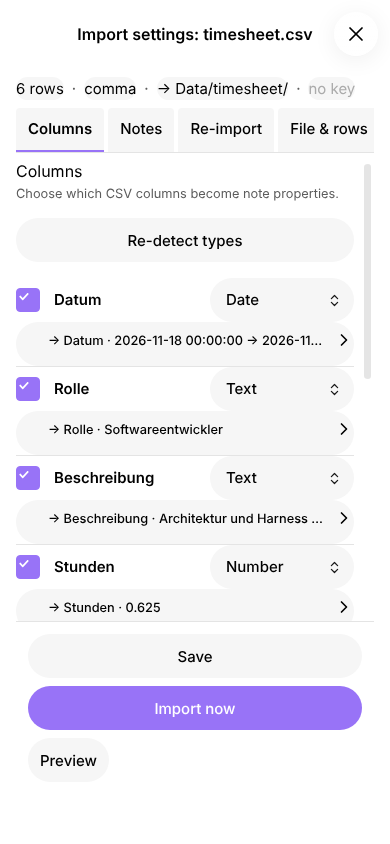 Import settings: timesheet.csv
6 rows · comma · → Data/timesheet/ · no key
Columns Notes Re-import File & rows
Columns
Choose which CSV columns become note properties.
Re-detect types
Datum Date
→ Datum · 2026-11-18 00:00:00 → 2026-11...
Rolle Text
→ Rolle · Softwareentwickler
Beschreibung Text
→ Beschreibung · Architektur und Harness ...
Stunden Number
→ Stunden · 0.625
Save
Import now
Preview